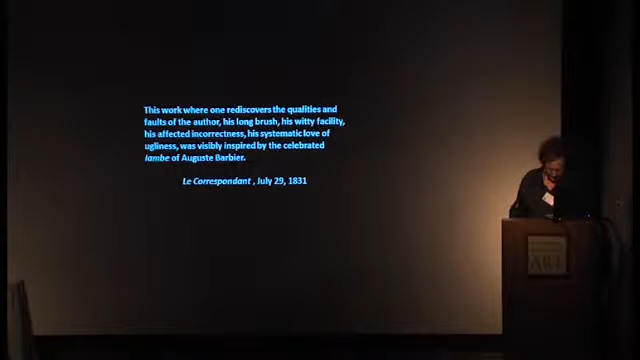 This work where one rediscovers the qualities and
faults of the author, his long brush, his witty facility,
his affected incorrectness, his systematic love of
ugliness, was visibly inspired by the celebrated
Iambe of Auguste Barbier.
Le Correspondant , July 29, 1831
ART